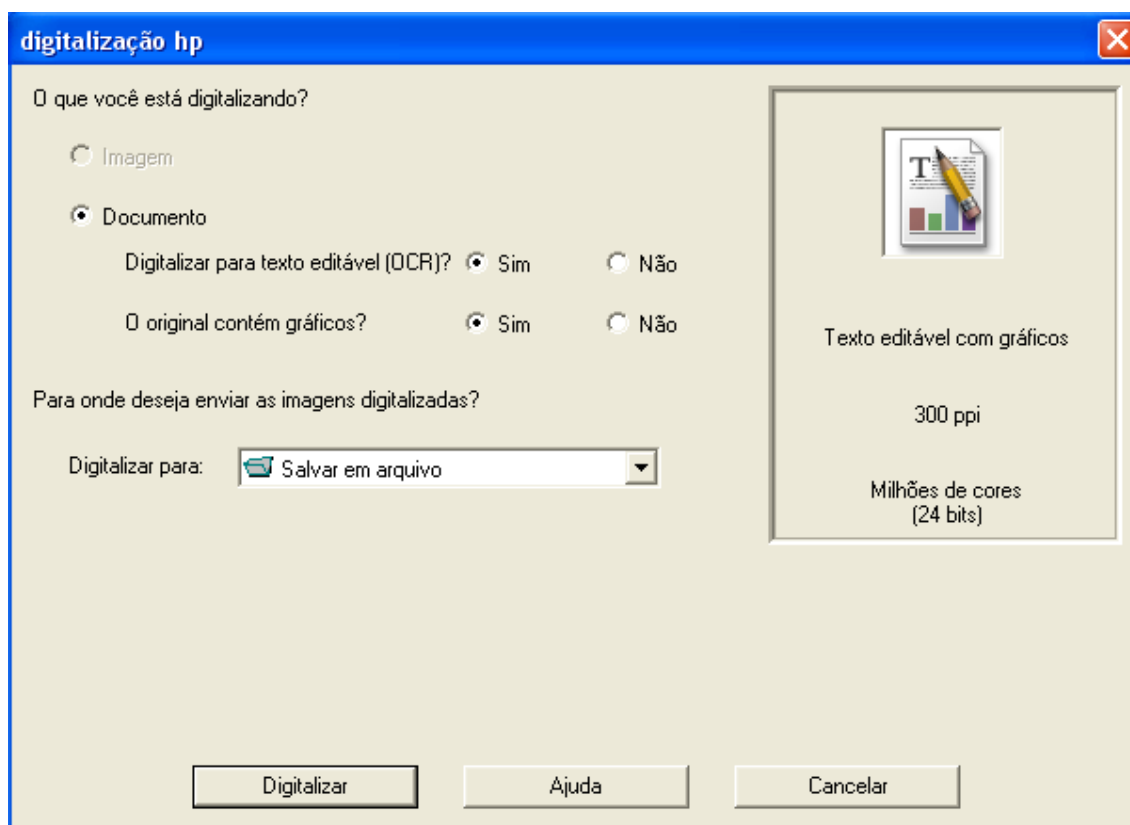 digitalização hp
O que você está digitalizando?
Imagem
Documento
Digitalizar para texto editável (OCR)? Sim Não
O original contém gráficos? Sim Não
Para onde deseja enviar as imagens digitalizadas?
Digitalizar para: Salvar em arquivo
T
Texto editável com gráficos
300 ppi
Milhões de cores
(24 bits)
Digitalizar Ajuda Cancelar